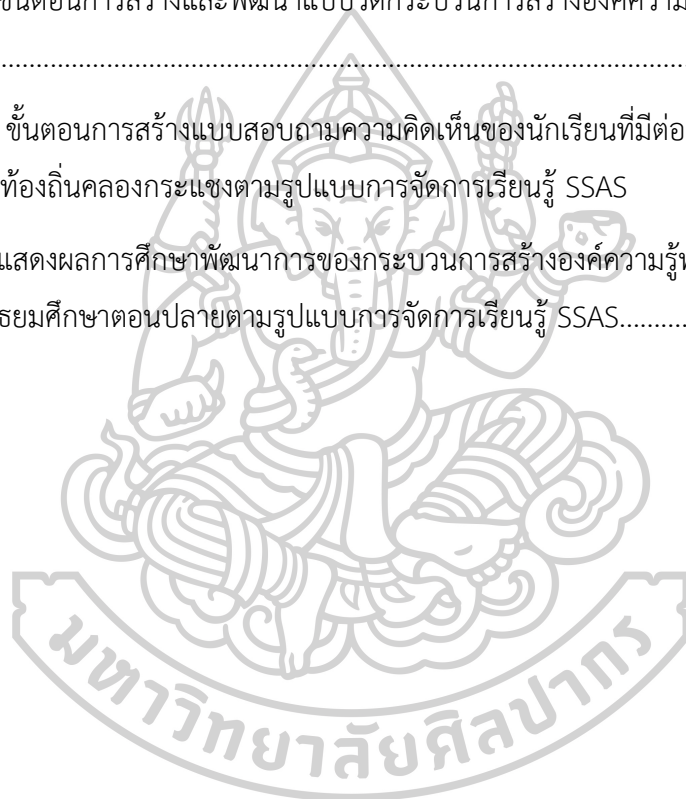 ขั้นตอนการสร้างและพัฒนาแบบวัดกระบวนการสร้างองค์ความ
................................................................................
ขั้นตอนการสร้างแบบสอบถามความคิดเห็นของนักเรียนที่มีต่อ
ท้องถิ่นคลองกระแชงตามรูปแบบการจัดการเรียนรู้ SSAS
แสดงผลการศึกษาพัฒนาการของกระบวนการสร้างองค์ความรู้
ธยมศึกษาตอนปลายตามรูปแบบการจัดการเรียนรู้ SSAS..........
มหาวิทยาลัยศิลปากร